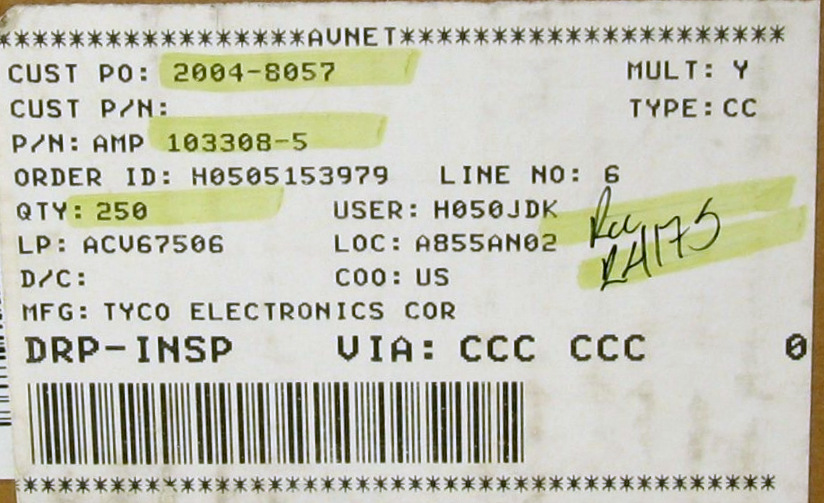 ******************AVNET**********************
CUST PO: 2004-8057 MULT: Y
CUST P/N: TYPE: CC
P/N: AMP 103308-5
ORDER ID: H0505153979 LINE NO: 6
QTY: 250 USER: H050JDK
LP: ACV67506 LOC: A855AN02
D/C: COO: US
MFG: TYCO ELECTRONICS COR
DRP-INSP VIA: CCC CCC 0